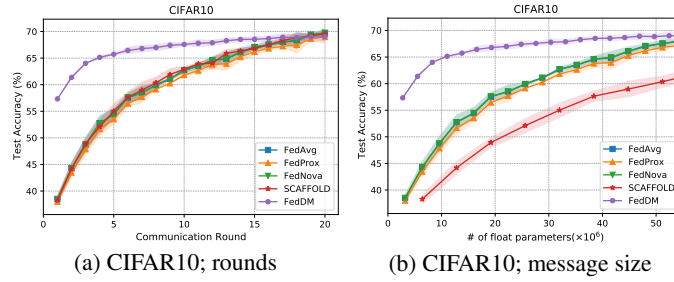 CIFAR10
70
65
60
55
50
45
40
Test Accuracy (%)
0 5 10 15 20
Communication Round
FedAvg
FedProx
FedNova
SCAFFOLD
FedDM
(a) CIFAR10; rounds
CIFAR10
65
60
55
50
45
40
Test Accuracy (%)
0 10 20 30 40 50
# of float parameters(×10⁶)
FedAvg
FedProx
FedNova
SCAFFOLD
FedDM
(b) CIFAR10; message size